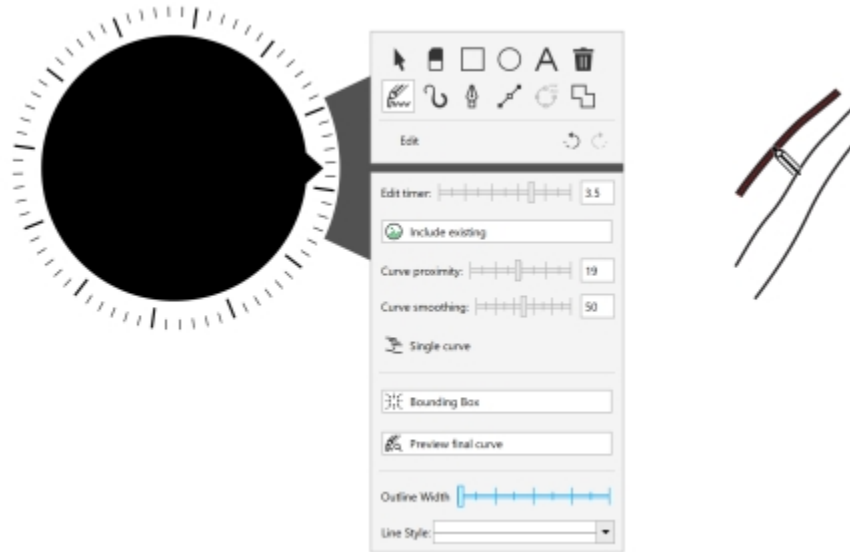 A
Edit
Edit timer: 3.5
Include existing
Curve proximity: 19
Curve smoothing: 50
Single curve
Bounding Box
Preview final curve
Outline Width
Line Style: